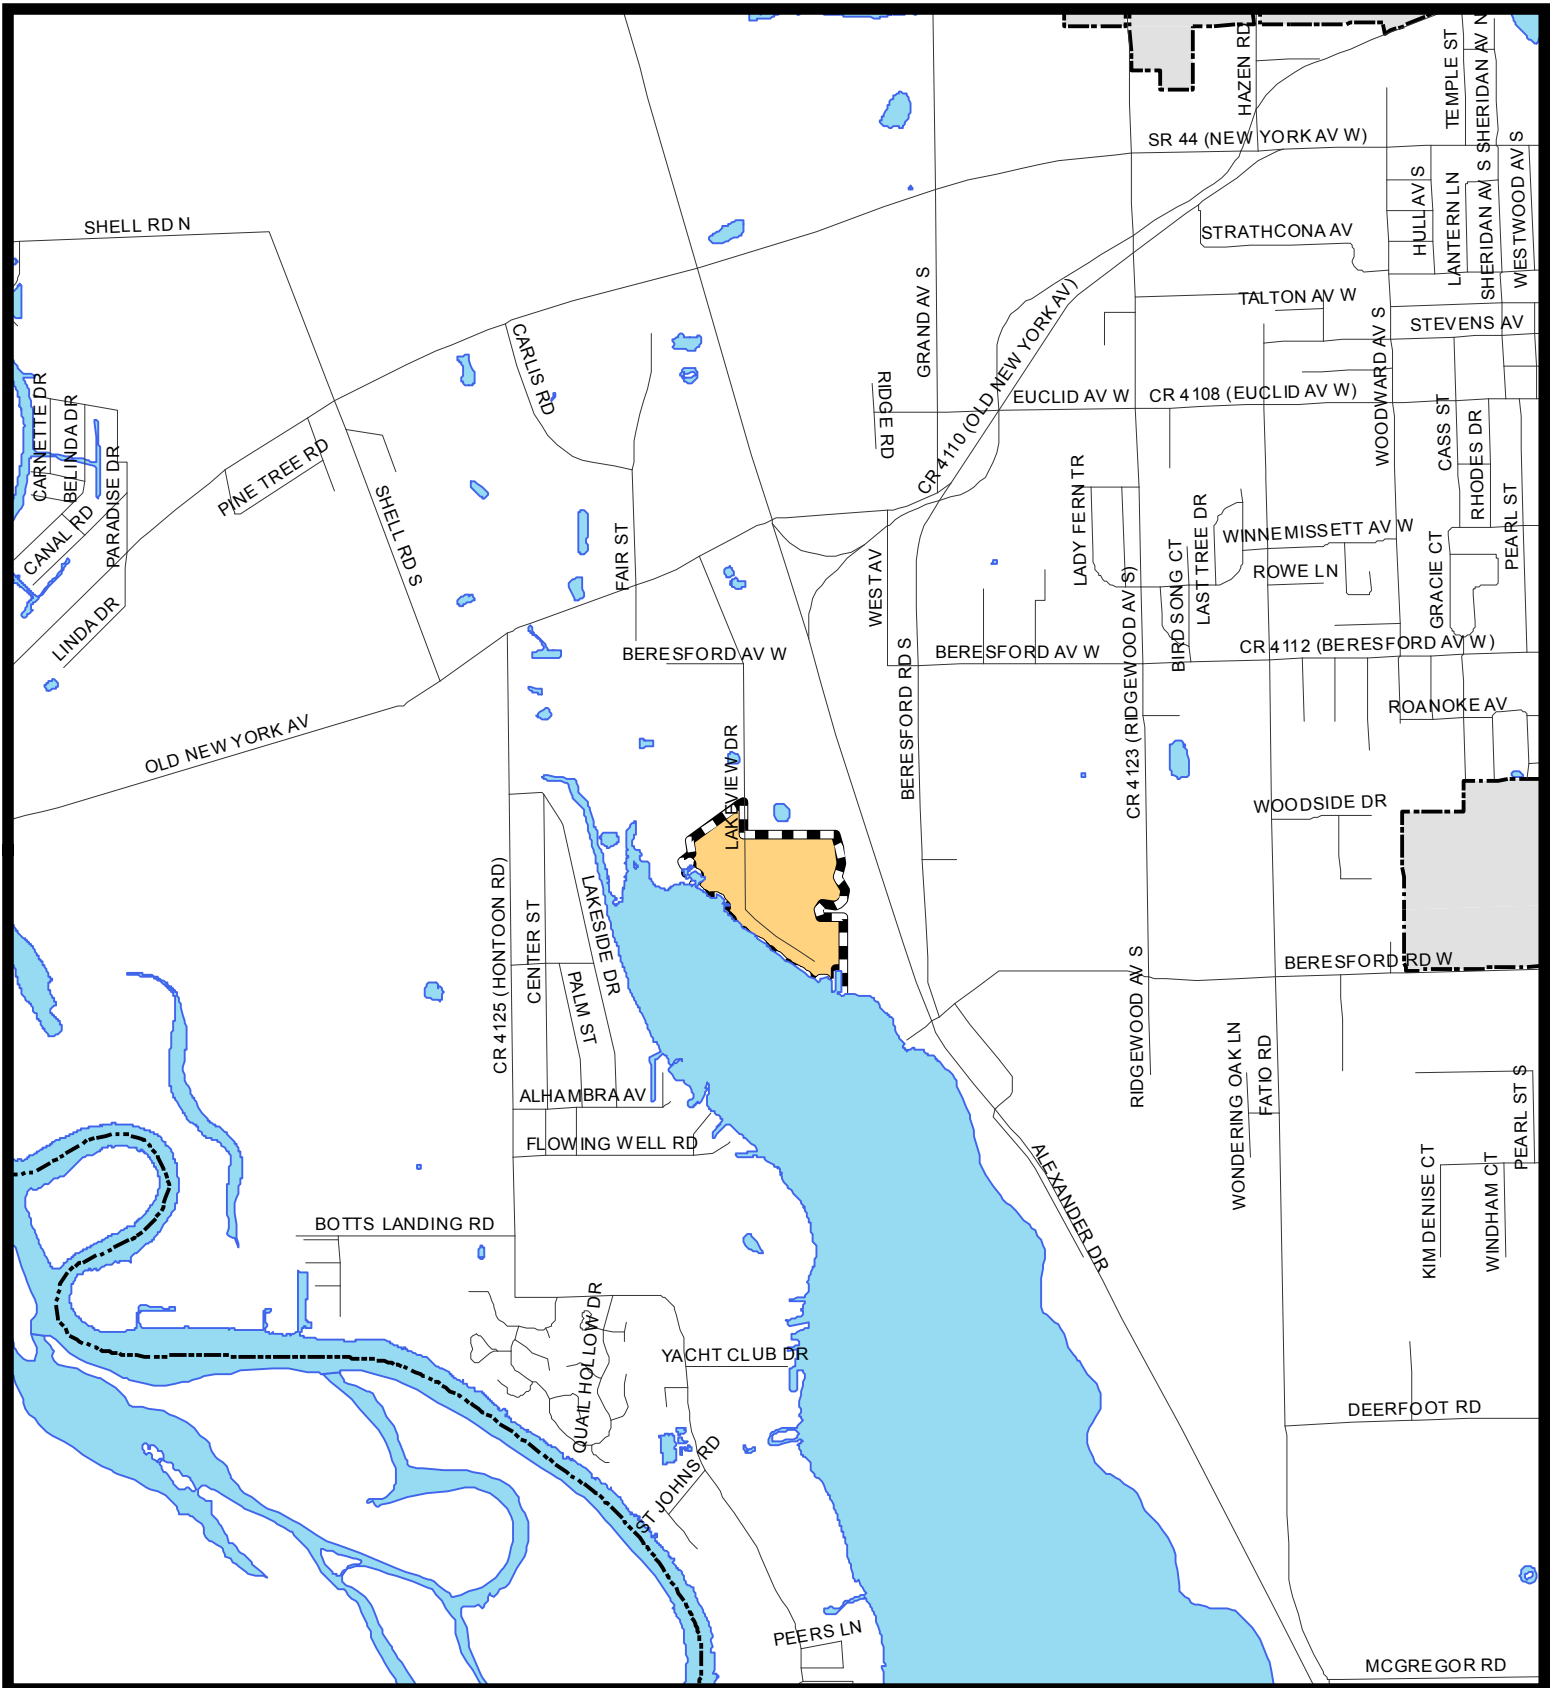 HAZEN RD
TEMPLE ST
SHERIDAN AV N
SR 44 (NEW YORK AV W)
HULL AV S
LANTERN LN
SHERIDAN AV S
WESTWOOD AV S
SHELL RD N
STRATHCONA AV
GRAND AV S
TALTON AV W
STEVENS AV
CARLIS RD
CR 4110 (OLD NEW YORK AV)
WOODWARD AV S
RIDGE RD
EUCLID AV W
CR 4108 (EUCLID AV W)
CARNETTE DR
BELINDA DR
PARADISE DR
PINE TREE RD
CASS ST
RHODES DR
SHELL RD S
CANAL RD
FAIR ST
LADY FERN TR
LAST TREE DR
WINNEMISSETT AV W
PEARL ST
WEST AV
BIRD SONG CT
ROWE LN
GRACIE CT
LINDA DR
BERESFORD AV W
BERESFORD AV W
CR 4112 (BERESFORD AV W)
BERESFORD RD S
CR 4123 (RIDGEWOOD AV S)
ROANOKE AV
OLD NEW YORK AV
LAKEVIEW DR
WOODSIDE DR
CR 4125 (HONTOON RD)
CENTER ST
LAKESIDE DR
PALM ST
BERESFORD RD W
RIDGEWOOD AV S
WONDERING OAK LN
FATIO RD
ALHAMBRA AV
FLOWING WELL RD
PEARL ST S
ALEXANDER DR
KIM DENISE CT
WINDHAM CT
BOTTS LANDING RD
QUAIL HOLLOW DR
YACHT CLUB DR
DEERFOOT RD
ST JOHNS RD
PEERS LN
MCGREGOR RD